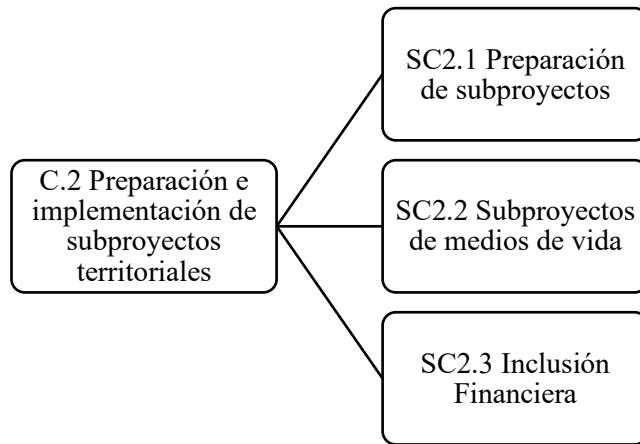 C.2 Preparación e
implementación de
subproyectos
territoriales
SC2.1 Preparación
de subproyectos
SC2.2 Subproyectos
de medios de vida
SC2.3 Inclusión
Financiera